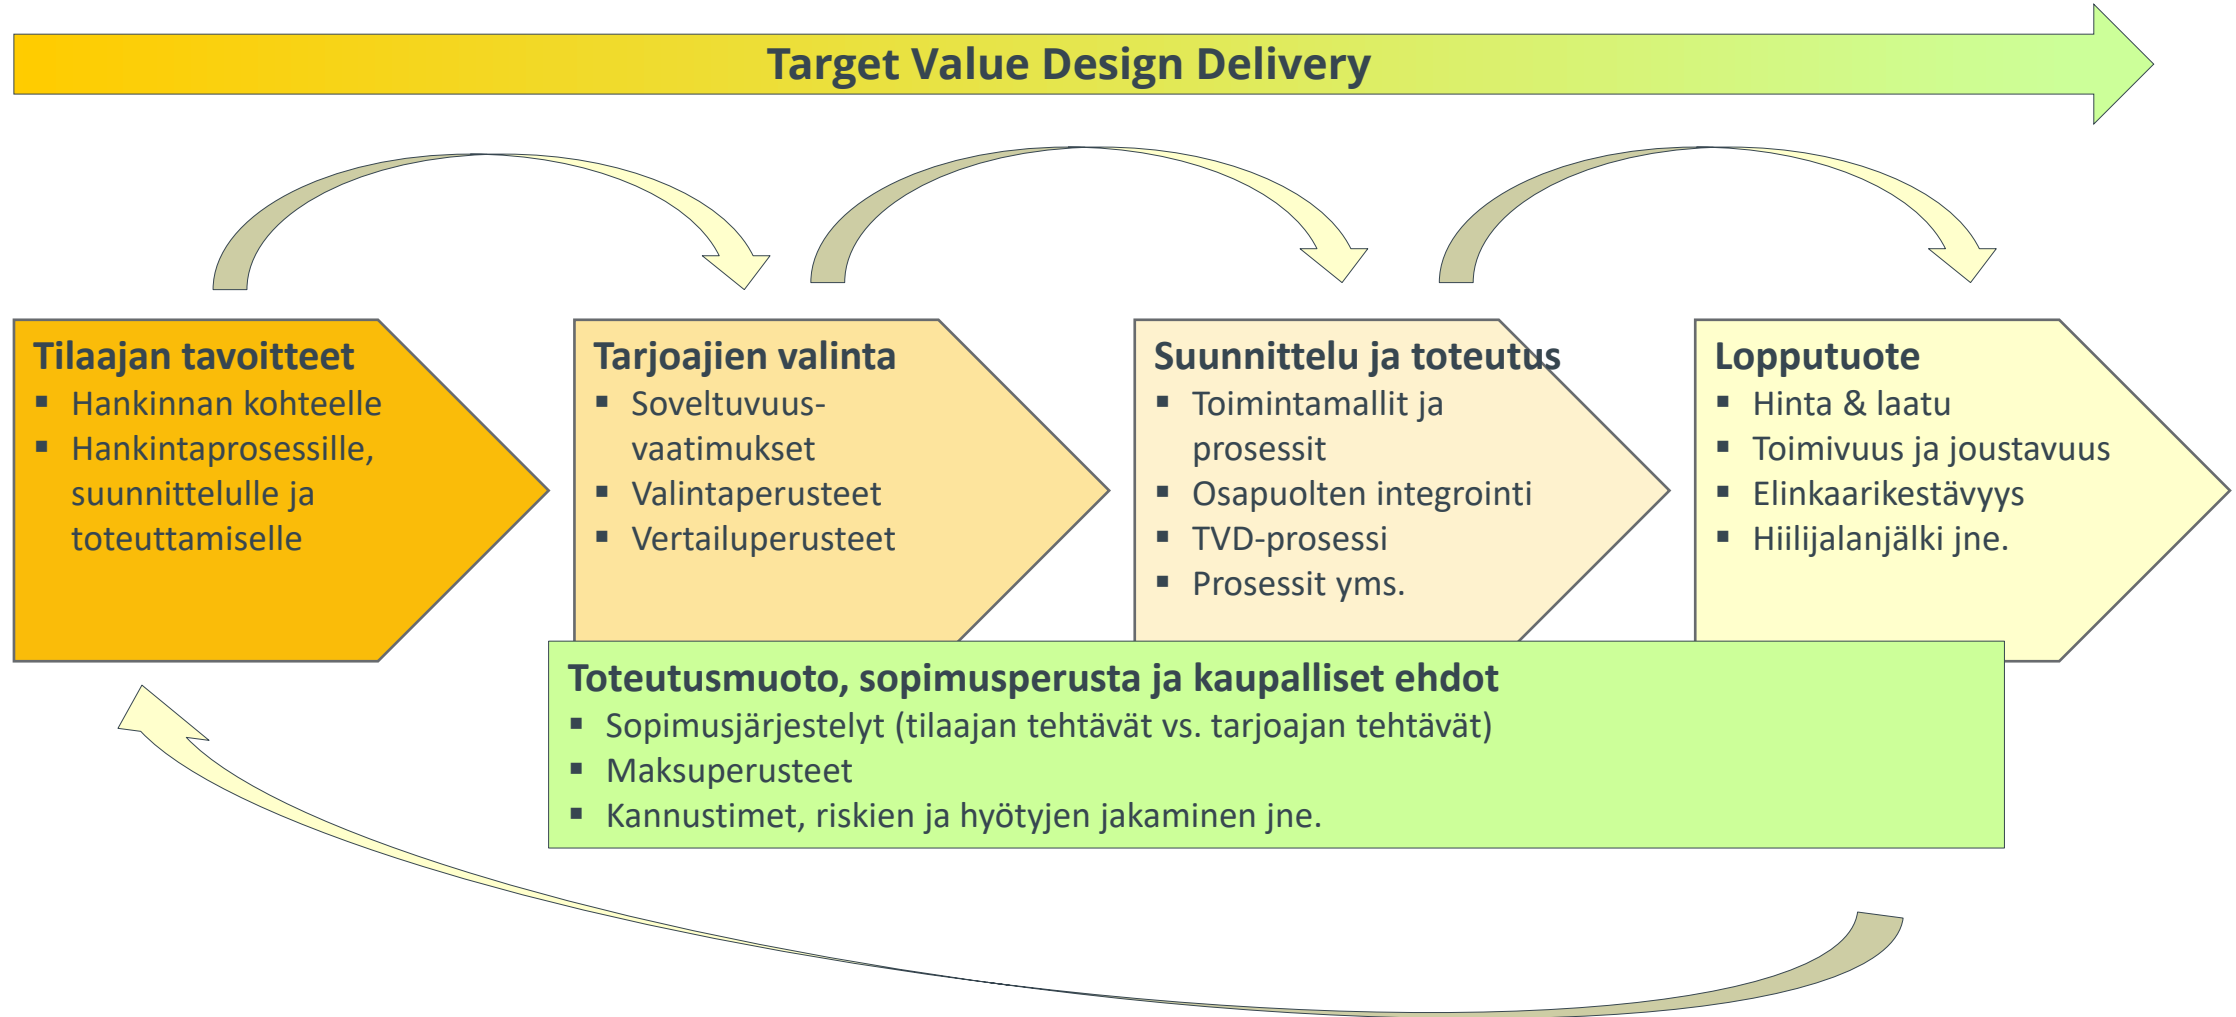 Target Value Design Delivery
Tilaajan tavoitteet
▪ Hankinnan kohteelle
▪ Hankintaprosessille,
suunnittelulle ja
toteuttamiselle
Tarjoajien valinta
▪ Soveltuvuus-
vaatimukset
▪ Valintaperusteet
▪ Vertailuperusteet
Suunnittelu ja toteutus
▪ Toimintamallit ja
prosessit
▪ Osapuolten integrointi
▪ TVD-prosessi
▪ Prosessit yms.
Lopputuote
▪ Hinta & laatu
▪ Toimivuus ja joustavuus
▪ Elinkaarikestävyys
▪ Hiilijalanjälki jne.
Toteutusmuoto, sopimusperusta ja kaupalliset ehdot
▪ Sopimusjärjestelyt (tilaajan tehtävät vs. tarjoajan tehtävät)
▪ Maksuperusteet
▪ Kannustimet, riskien ja hyötyjen jakaminen jne.